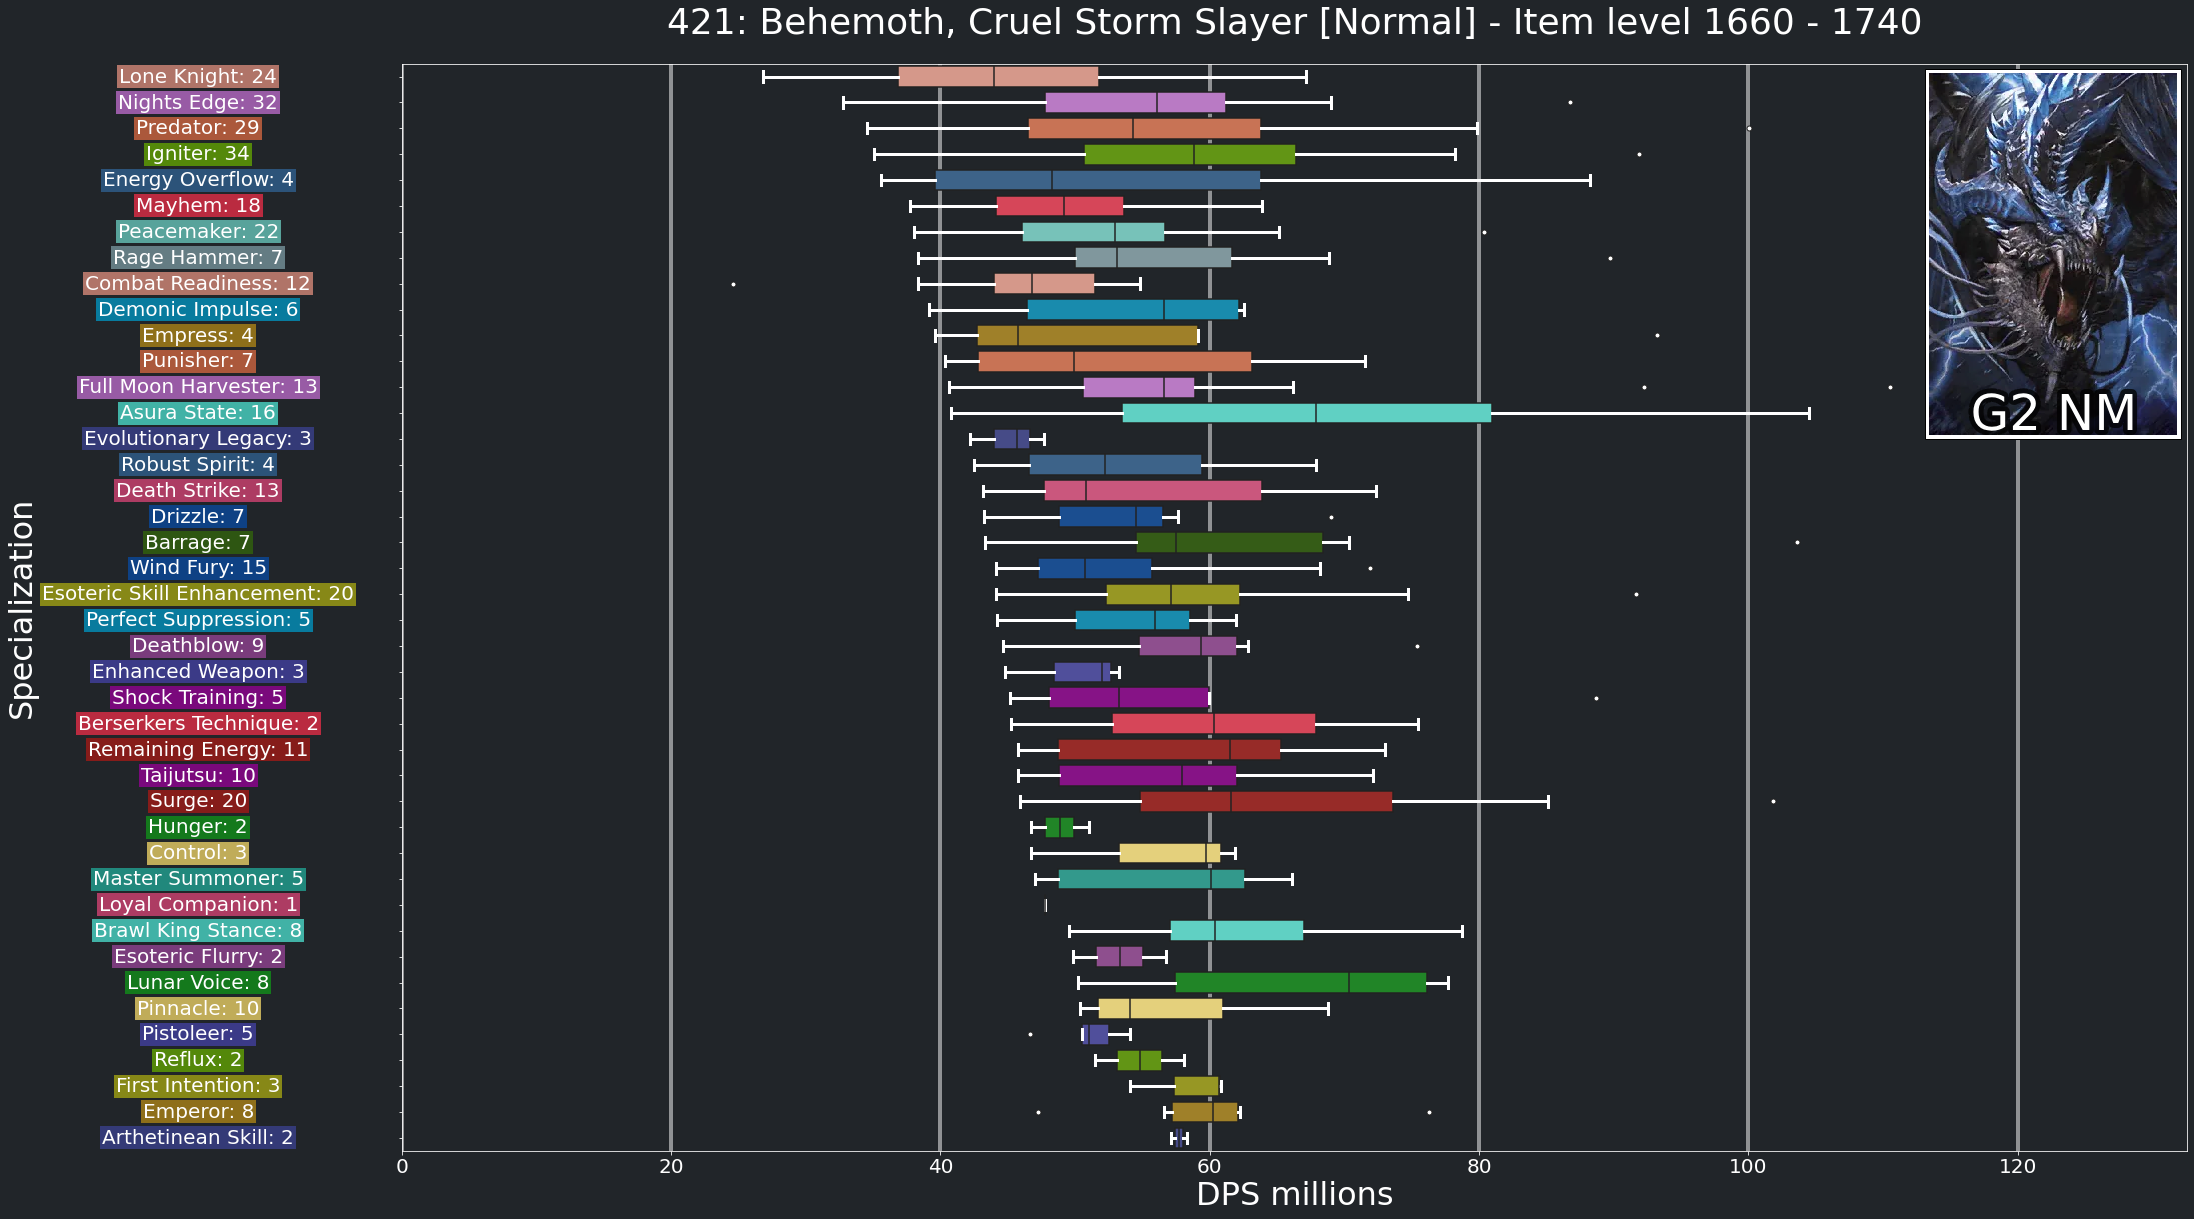 421: Behemoth, Cruel Storm Slayer [Normal] - Item level 1660 - 1740
Lone Knight: 24
Nights Edge: 32
Predator: 29
Igniter: 34
Energy Overflow: 4
Mayhem: 18
Peacemaker: 22
Rage Hammer: 7
Combat Readiness: 12
Demonic Impulse: 6
Empress: 4
Punisher: 7
Full Moon Harvester: 13
Asura State: 16
Evolutionary Legacy: 3
Robust Spirit: 4
Death Strike: 13
Drizzle: 7
Barrage: 7
Wind Fury: 15
Esoteric Skill Enhancement: 20
Perfect Suppression: 5
Deathblow: 9
Enhanced Weapon: 3
Shock Training: 5
Berserkers Technique: 2
Remaining Energy: 11
Taijutsu: 10
Surge: 20
Hunger: 2
Control: 3
Master Summoner: 5
Loyal Companion: 1
Brawl King Stance: 8
Esoteric Flurry: 2
Lunar Voice: 8
Pinnacle: 10
Pistoleer: 5
Reflux: 2
First Intention: 3
Emperor: 8
Arthetinean Skill: 2
Specialization
G2 NM
0 20 40 60 80 100 120
DPS millions